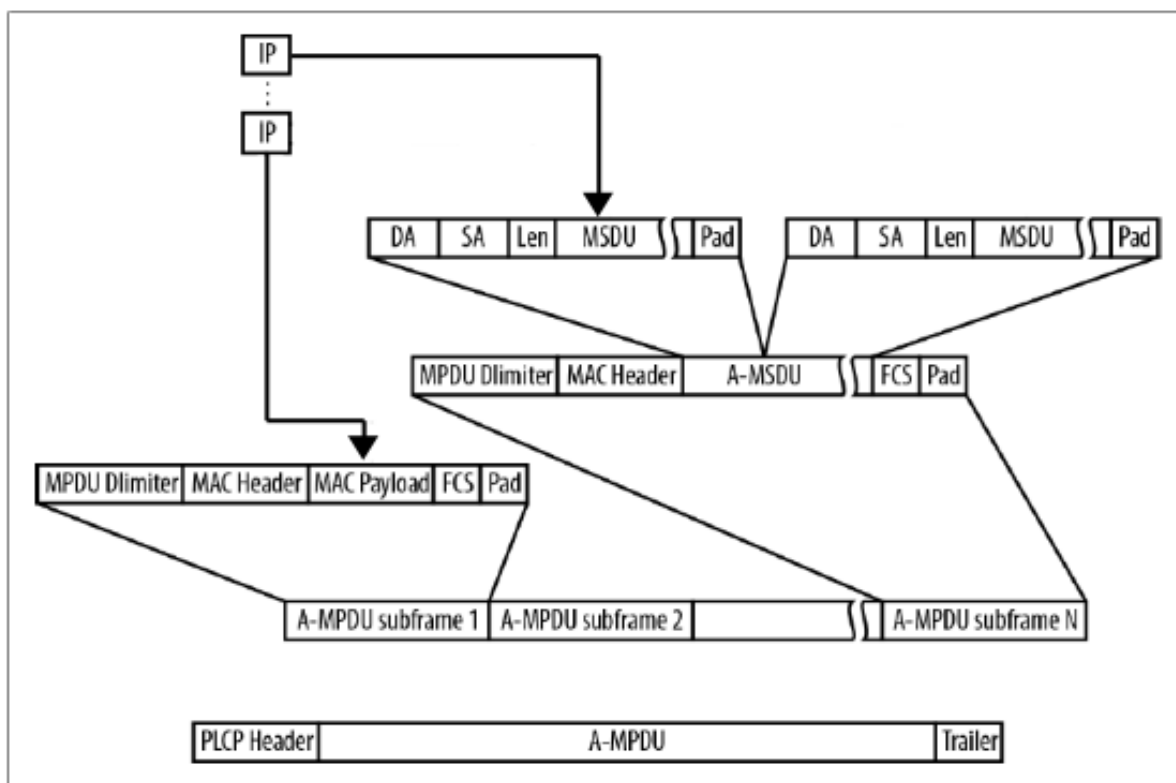 IP
IP
DA SA Len MSDU Pad DA SA Len MSDU Pad
MPDU Dlimiter MAC Header A-MSDU FCS Pad
MPDU Dlimiter MAC Header MAC Payload FCS Pad
A-MPDU subframe 1 A-MPDU subframe 2 A-MPDU subframe N
PLCP Header A-MPDU Trailer